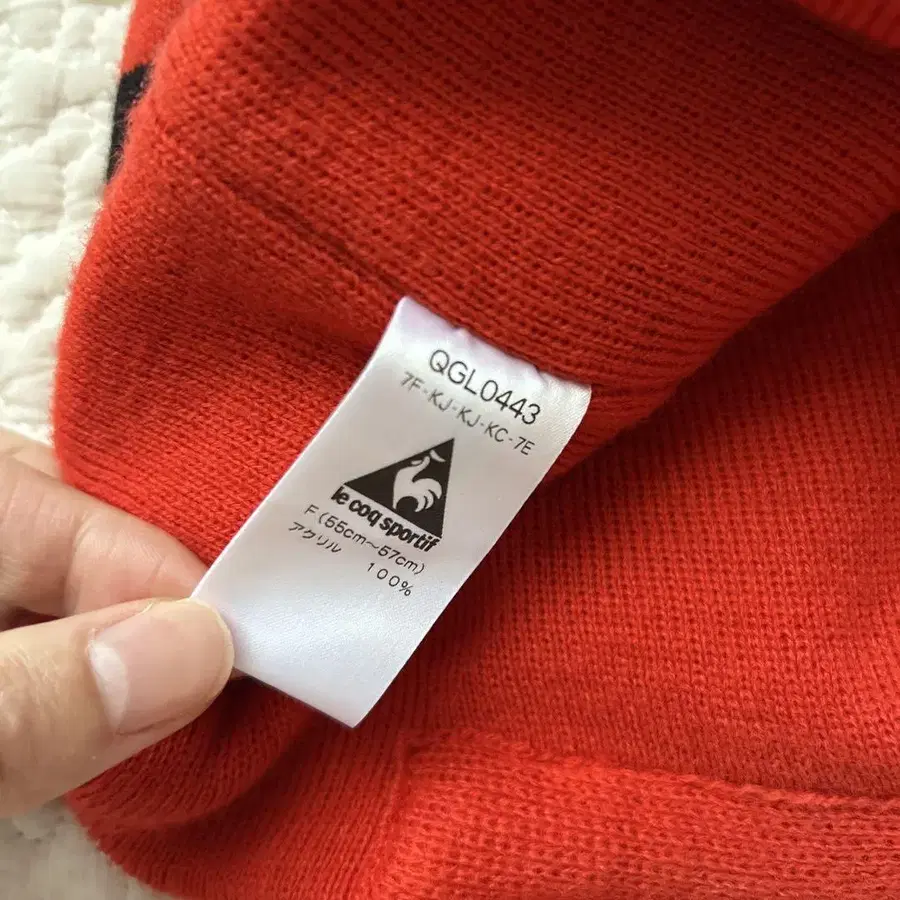 QGL0443
7F-KJ-KJ-KC-7E
le coq sportif
F(55cm~57cm)
アクリル 100%